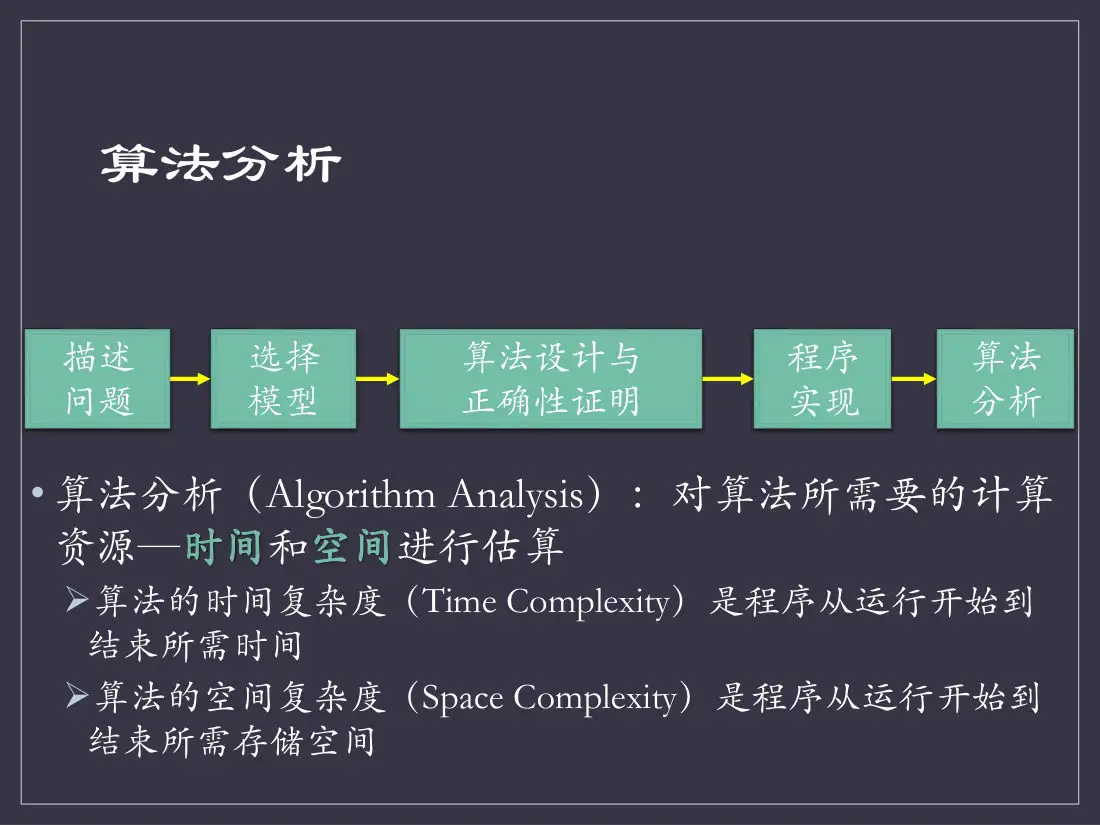 算法分析
描述
问题
选择
模型
算法设计与
正确性证明
程序
实现
算法
分析
• 算法分析（Algorithm Analysis）：对算法所需要的计算
资源—时间和空间进行估算
➢算法的时间复杂度（Time Complexity）是程序从运行开始到
结束所需时间
➢算法的空间复杂度（Space Complexity）是程序从运行开始到
结束所需存储空间